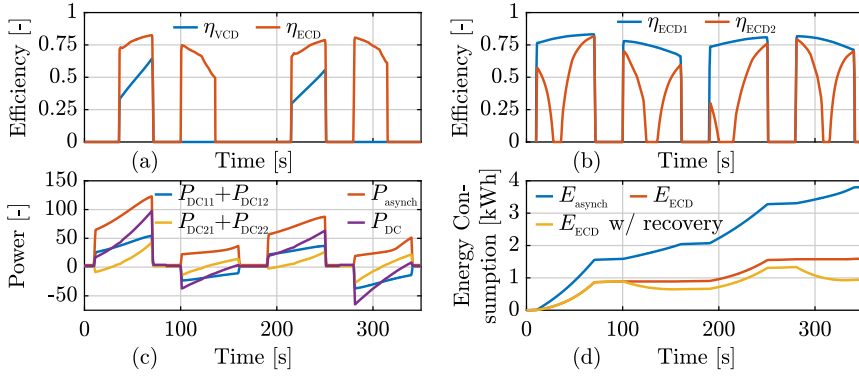 Efficiency [-]
1
0.75
0.5
0.25
0
η_VCD η_ECD
(a) Time [s]
Efficiency [-]
1
0.75
0.5
0.25
0
η_ECD1 η_ECD2
(b) Time [s]
Power [-]
150
100
50
0
-50
P_DC11+P_DC12 P_asynch
P_DC21+P_DC22 P_DC
0 100 200 300
(c) Time [s]
Energy Con-
sumption [kWh]
4
3
2
1
0
E_asynch E_ECD
E_ECD w/ recovery
0 100 200 300
(d) Time [s]